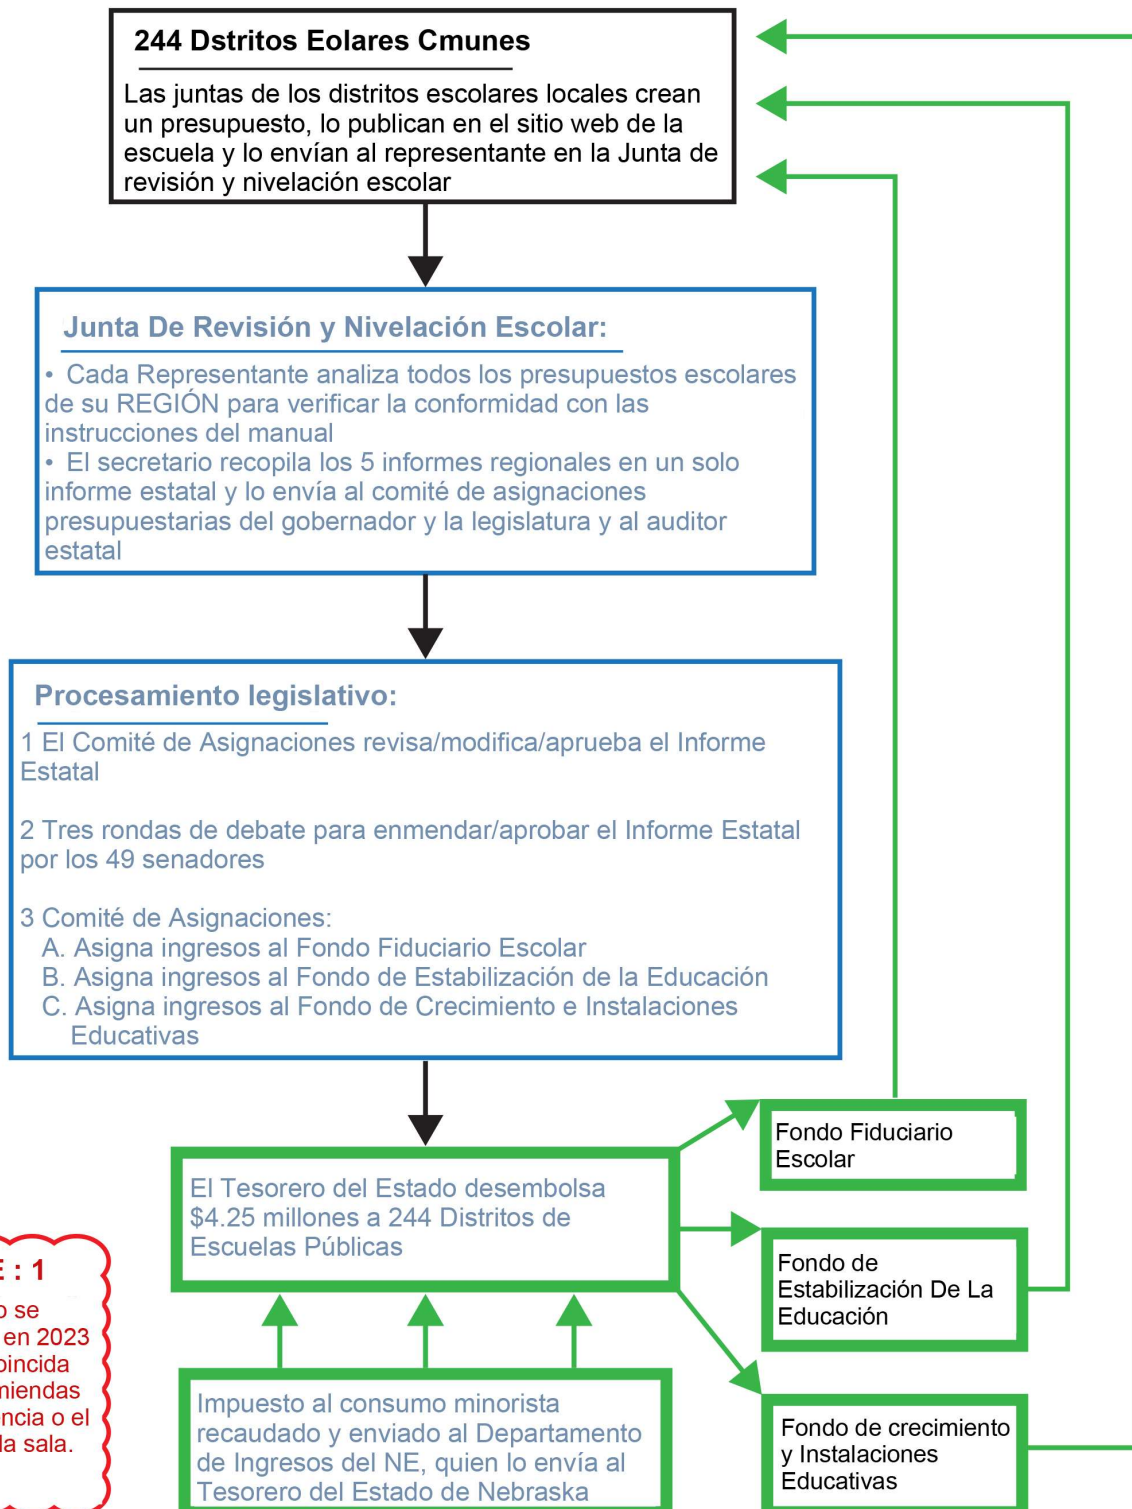 244 Dstritos Eolares Cmunes
Las juntas de los distritos escolares locales crean
un presupuesto, lo publican en el sitio web de la
escuela y lo envían al representante en la Junta de
revisión y nivelación escolar
Junta De Revisión y Nivelación Escolar:
• Cada Representante analiza todos los presupuestos escolares
de su REGIÓN para verificar la conformidad con las
instrucciones del manual
• El secretario recopila los 5 informes regionales en un solo
informe estatal y lo envía al comité de asignaciones
presupuestarias del gobernador y la legislatura y al auditor
estatal
Procesamiento legislativo:
1 El Comité de Asignaciones revisa/modifica/aprueba el Informe
Estatal
2 Tres rondas de debate para enmendar/aprobar el Informe Estatal
por los 49 senadores
3 Comité de Asignaciones:
A. Asigna ingresos al Fondo Fiduciario Escolar
B. Asigna ingresos al Fondo de Estabilización de la Educación
C. Asigna ingresos al Fondo de Crecimiento e Instalaciones
Educativas
El Tesorero del Estado desembolsa
$4.25 millones a 244 Distritos de
Escuelas Públicas
Fondo Fiduciario
Escolar
Fondo de
Estabilización De La
Educación
Fondo de crecimiento
y Instalaciones
Educativas
Impuesto al consumo minorista
recaudado y enviado al Departamento
de Ingresos del NE, quien lo envía al
Tesorero del Estado de Nebraska
: 1
se
en 2023
o el
la sala.